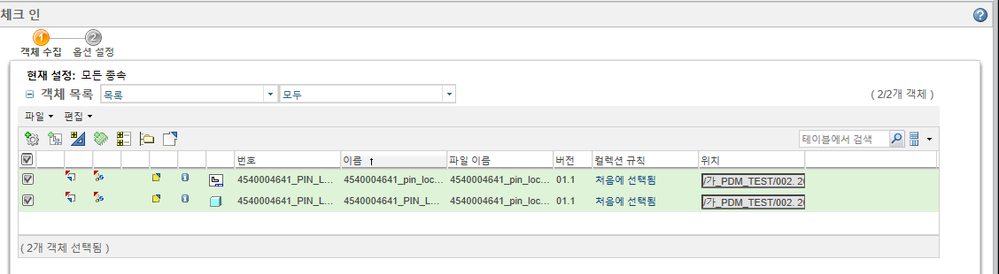 체크 인
1 2
객체 수집 옵션 설정
현재 설정: 모든 종속
객체 목록 목록 모두 ( 2/2개 객체 )
파일 편집
테이블에서 검색
번호 이름 ↑ 파일 이름 버전 컬렉션 규칙 위치
4540004641_PIN_L... 4540004641_pin_loc... 4540004641_pin_loc... 01.1 처음에 선택됨 /가_PDM_TEST/002. 20
4540004641_PIN_L... 4540004641_PIN_L... 4540004641_pin_loc... 01.1 처음에 선택됨 /가_PDM_TEST/002. 20
( 2개 객체 선택됨 )